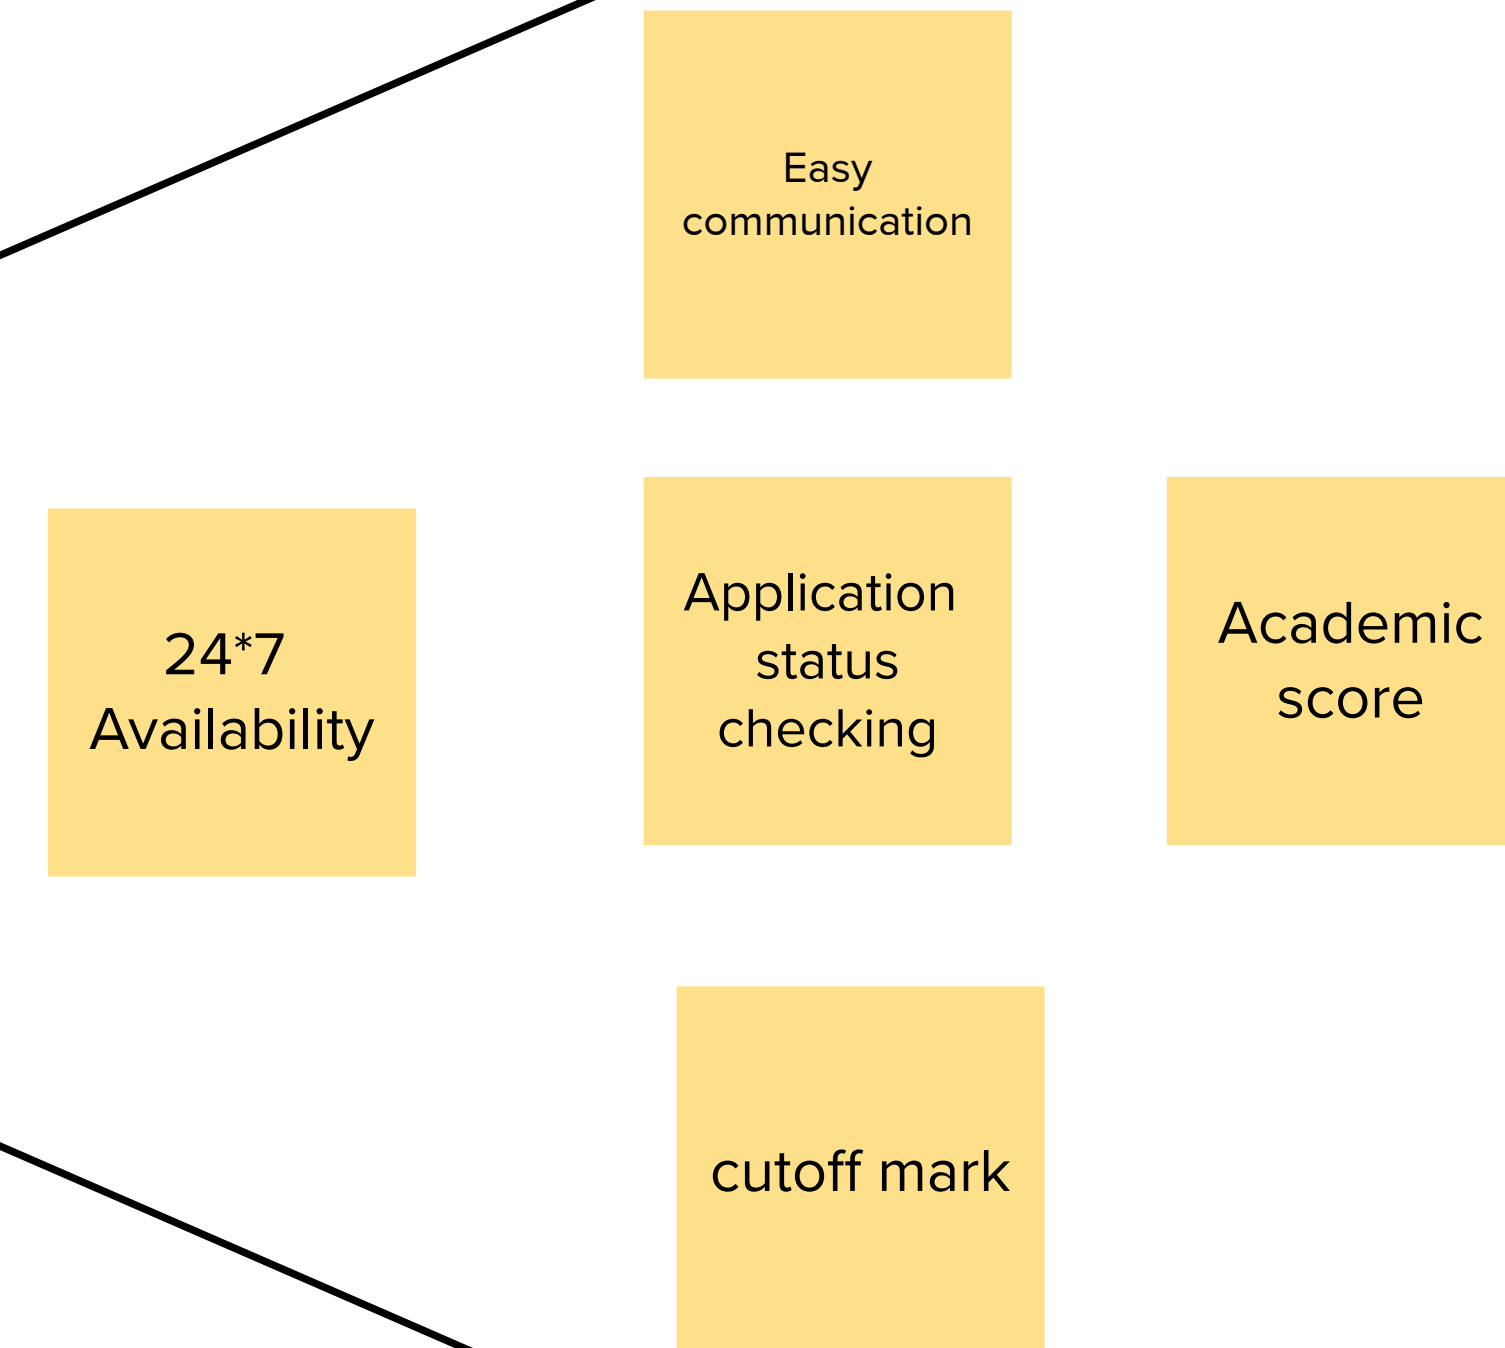 Easy
communication
24*7
Availability
Application
status
checking
Academic
score
cutoff mark